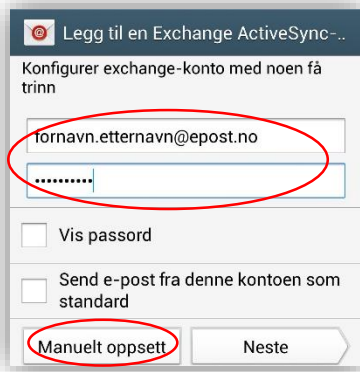 Legg til en Exchange ActiveSync-..
Konfigurer exchange-konto med noen få
trinn
fornavn.etternavn@epost.no
••••••••••
Vis passord
Send e-post fra denne kontoen som
standard
Manuelt oppsett
Neste